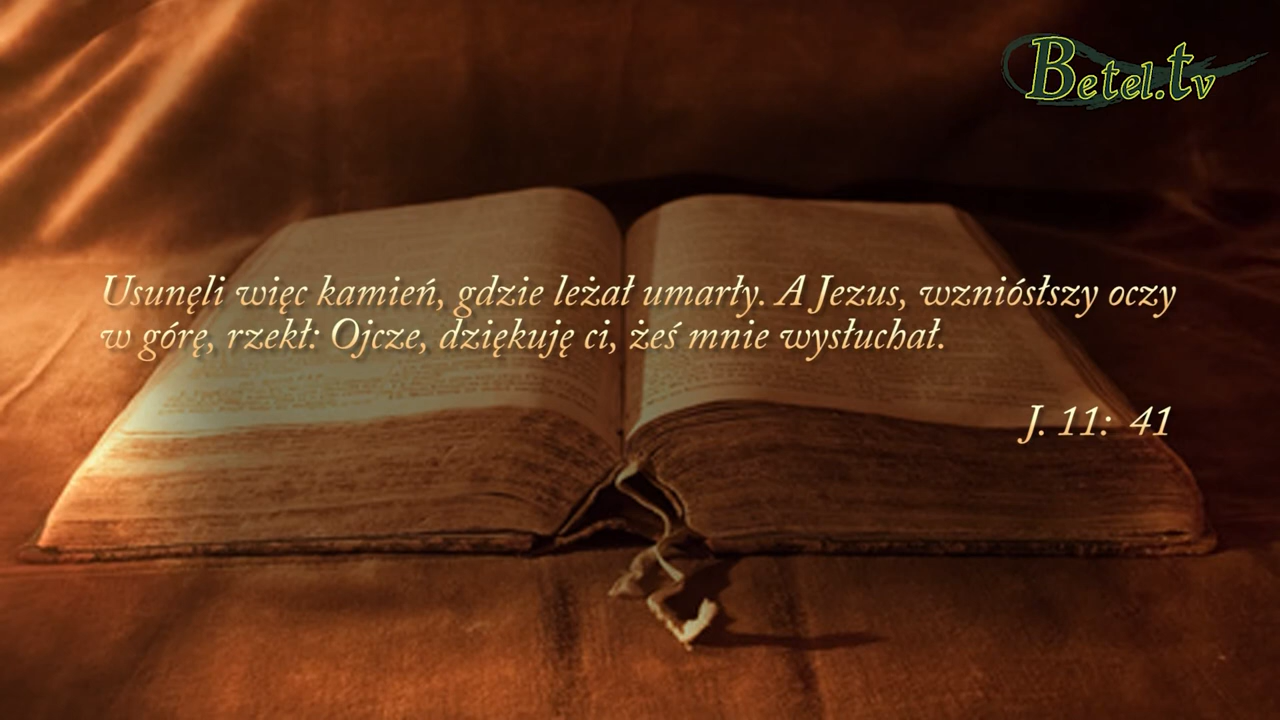 Betel.tv
Usunęli więc kamień, gdzie leżał umarły. A Jezus, wzniósłszy oczy
w górę, rzekł: Ojcze, dziękuję ci, żeś mnie wysłuchał.
J. 11: 41